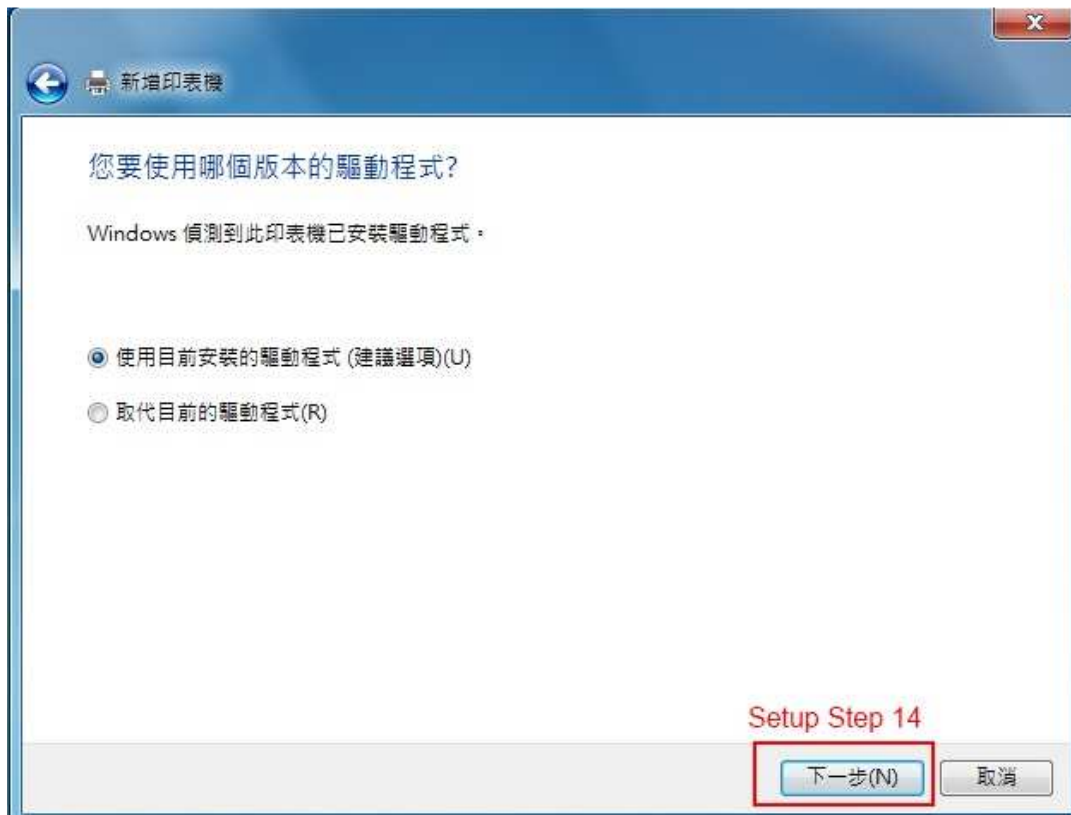 新增印表機
您要使用哪個版本的驅動程式?
Windows 偵測到此印表機已安裝驅動程式。
使用目前安裝的驅動程式 (建議選項)(U)
取代目前的驅動程式(R)
Setup Step 14
下一步(N) 取消